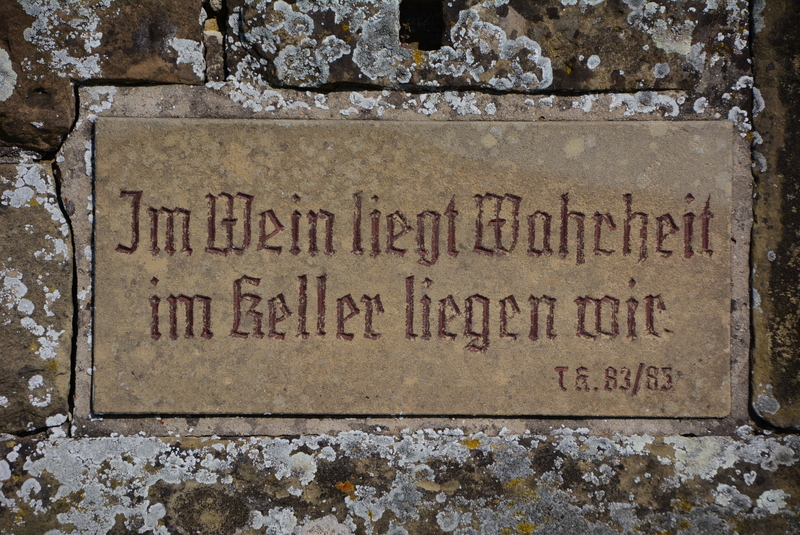 Im Wein liegt Wahrheit
im Keller liegen wir.
T & . 83/83